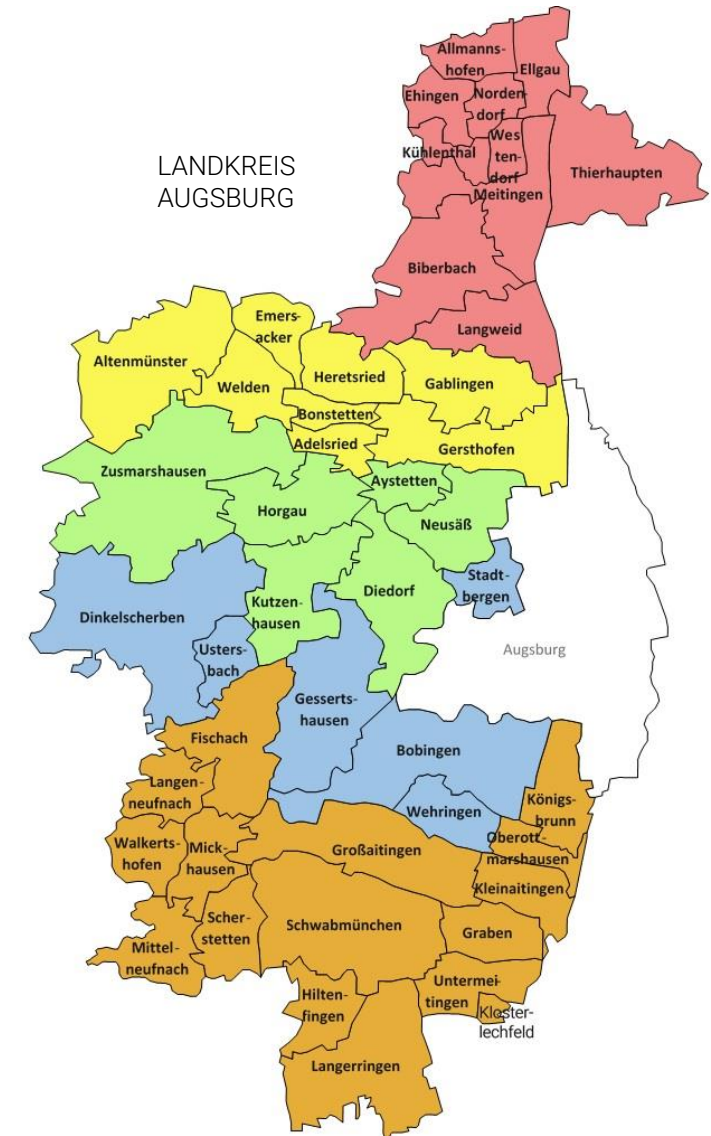 LANDKREIS
AUGSBURG
Allmanns-
hofen
Ellgau
Ehingen
Norden-
dorf
Wes
ten-
dorf
Kühlenthal
Thierhaupten
Meitingen
Biberbach
Langweid
Emers-
acker
Altenmünster
Welden
Heretsried
Gablingen
Bonstetten
Adelsried
Gersthofen
Zusmarshausen
Aystetten
Horgau
Neusäß
Stadt-
bergen
Diedorf
Kutzen-
hausen
Dinkelscherben
Usters-
bach
Augsburg
Gesserts-
hausen
Fischach
Bobingen
Langen-
neufnach
Wehringen
Königs-
brunn
Oberott-
marshausen
Walkerts-
hofen
Mick-
hausen
Großaitingen
Kleinaitingen
Scher-
stetten
Schwabmünchen
Graben
Mittel-
neufnach
Untermei-
tingen
Hilten-
fingen
Kloster-
lechfeld
Langerringen